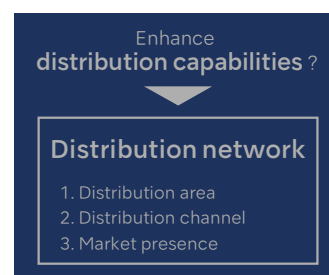 Enhance
distribution capabilities ?
Distribution network
1. Distribution area
2. Distribution channel
3. Market presence